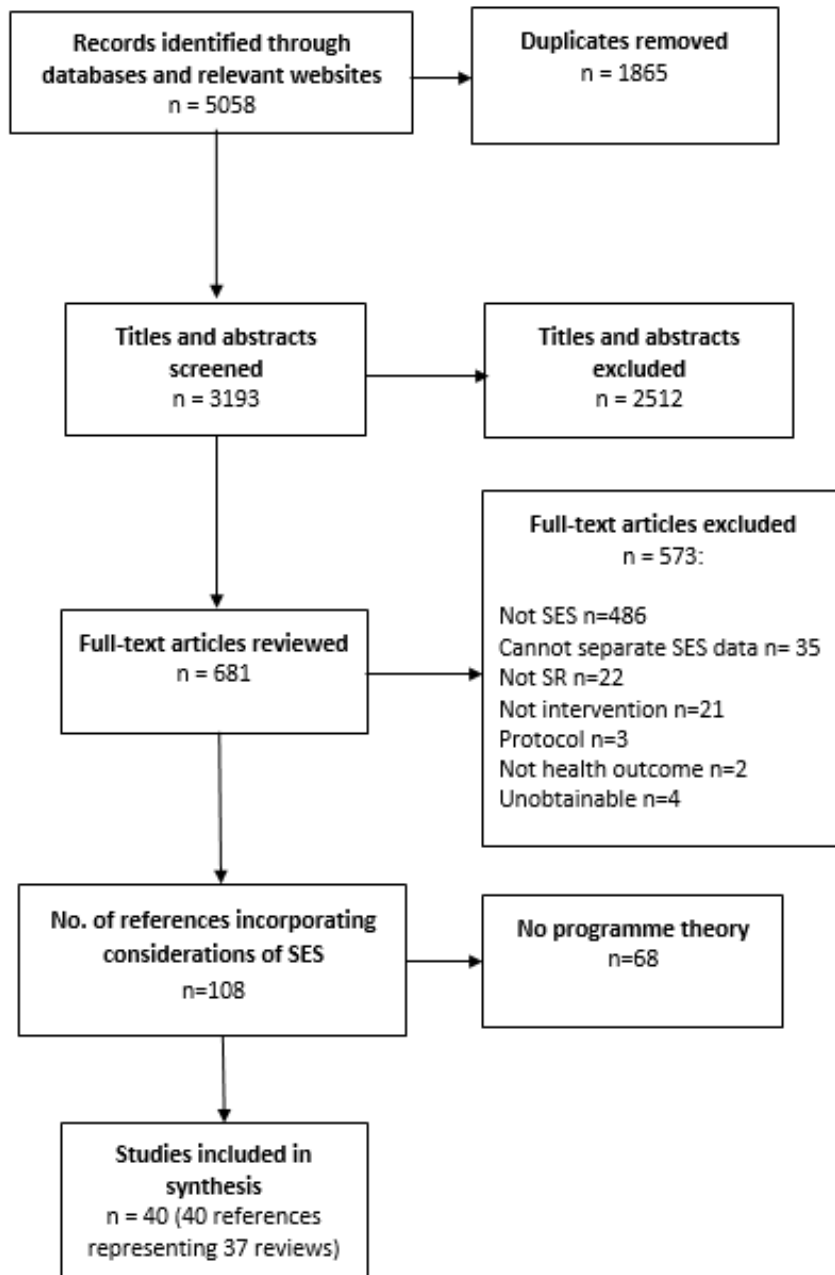 Records identified through
databases and relevant websites
n = 5058
Duplicates removed
n = 1865
Titles and abstracts
screened
n = 3193
Titles and abstracts
excluded
n = 2512
Full-text articles reviewed
n = 681
Full-text articles excluded
n = 573:
Not SES n=486
Cannot separate SES data n= 35
Not SR n=22
Not intervention n=21
Protocol n=3
Not health outcome n=2
Unobtainable n=4
No. of references incorporating
considerations of SES
n=108
No programme theory
n=68
Studies included in
synthesis
n = 40 (40 references
representing 37 reviews)